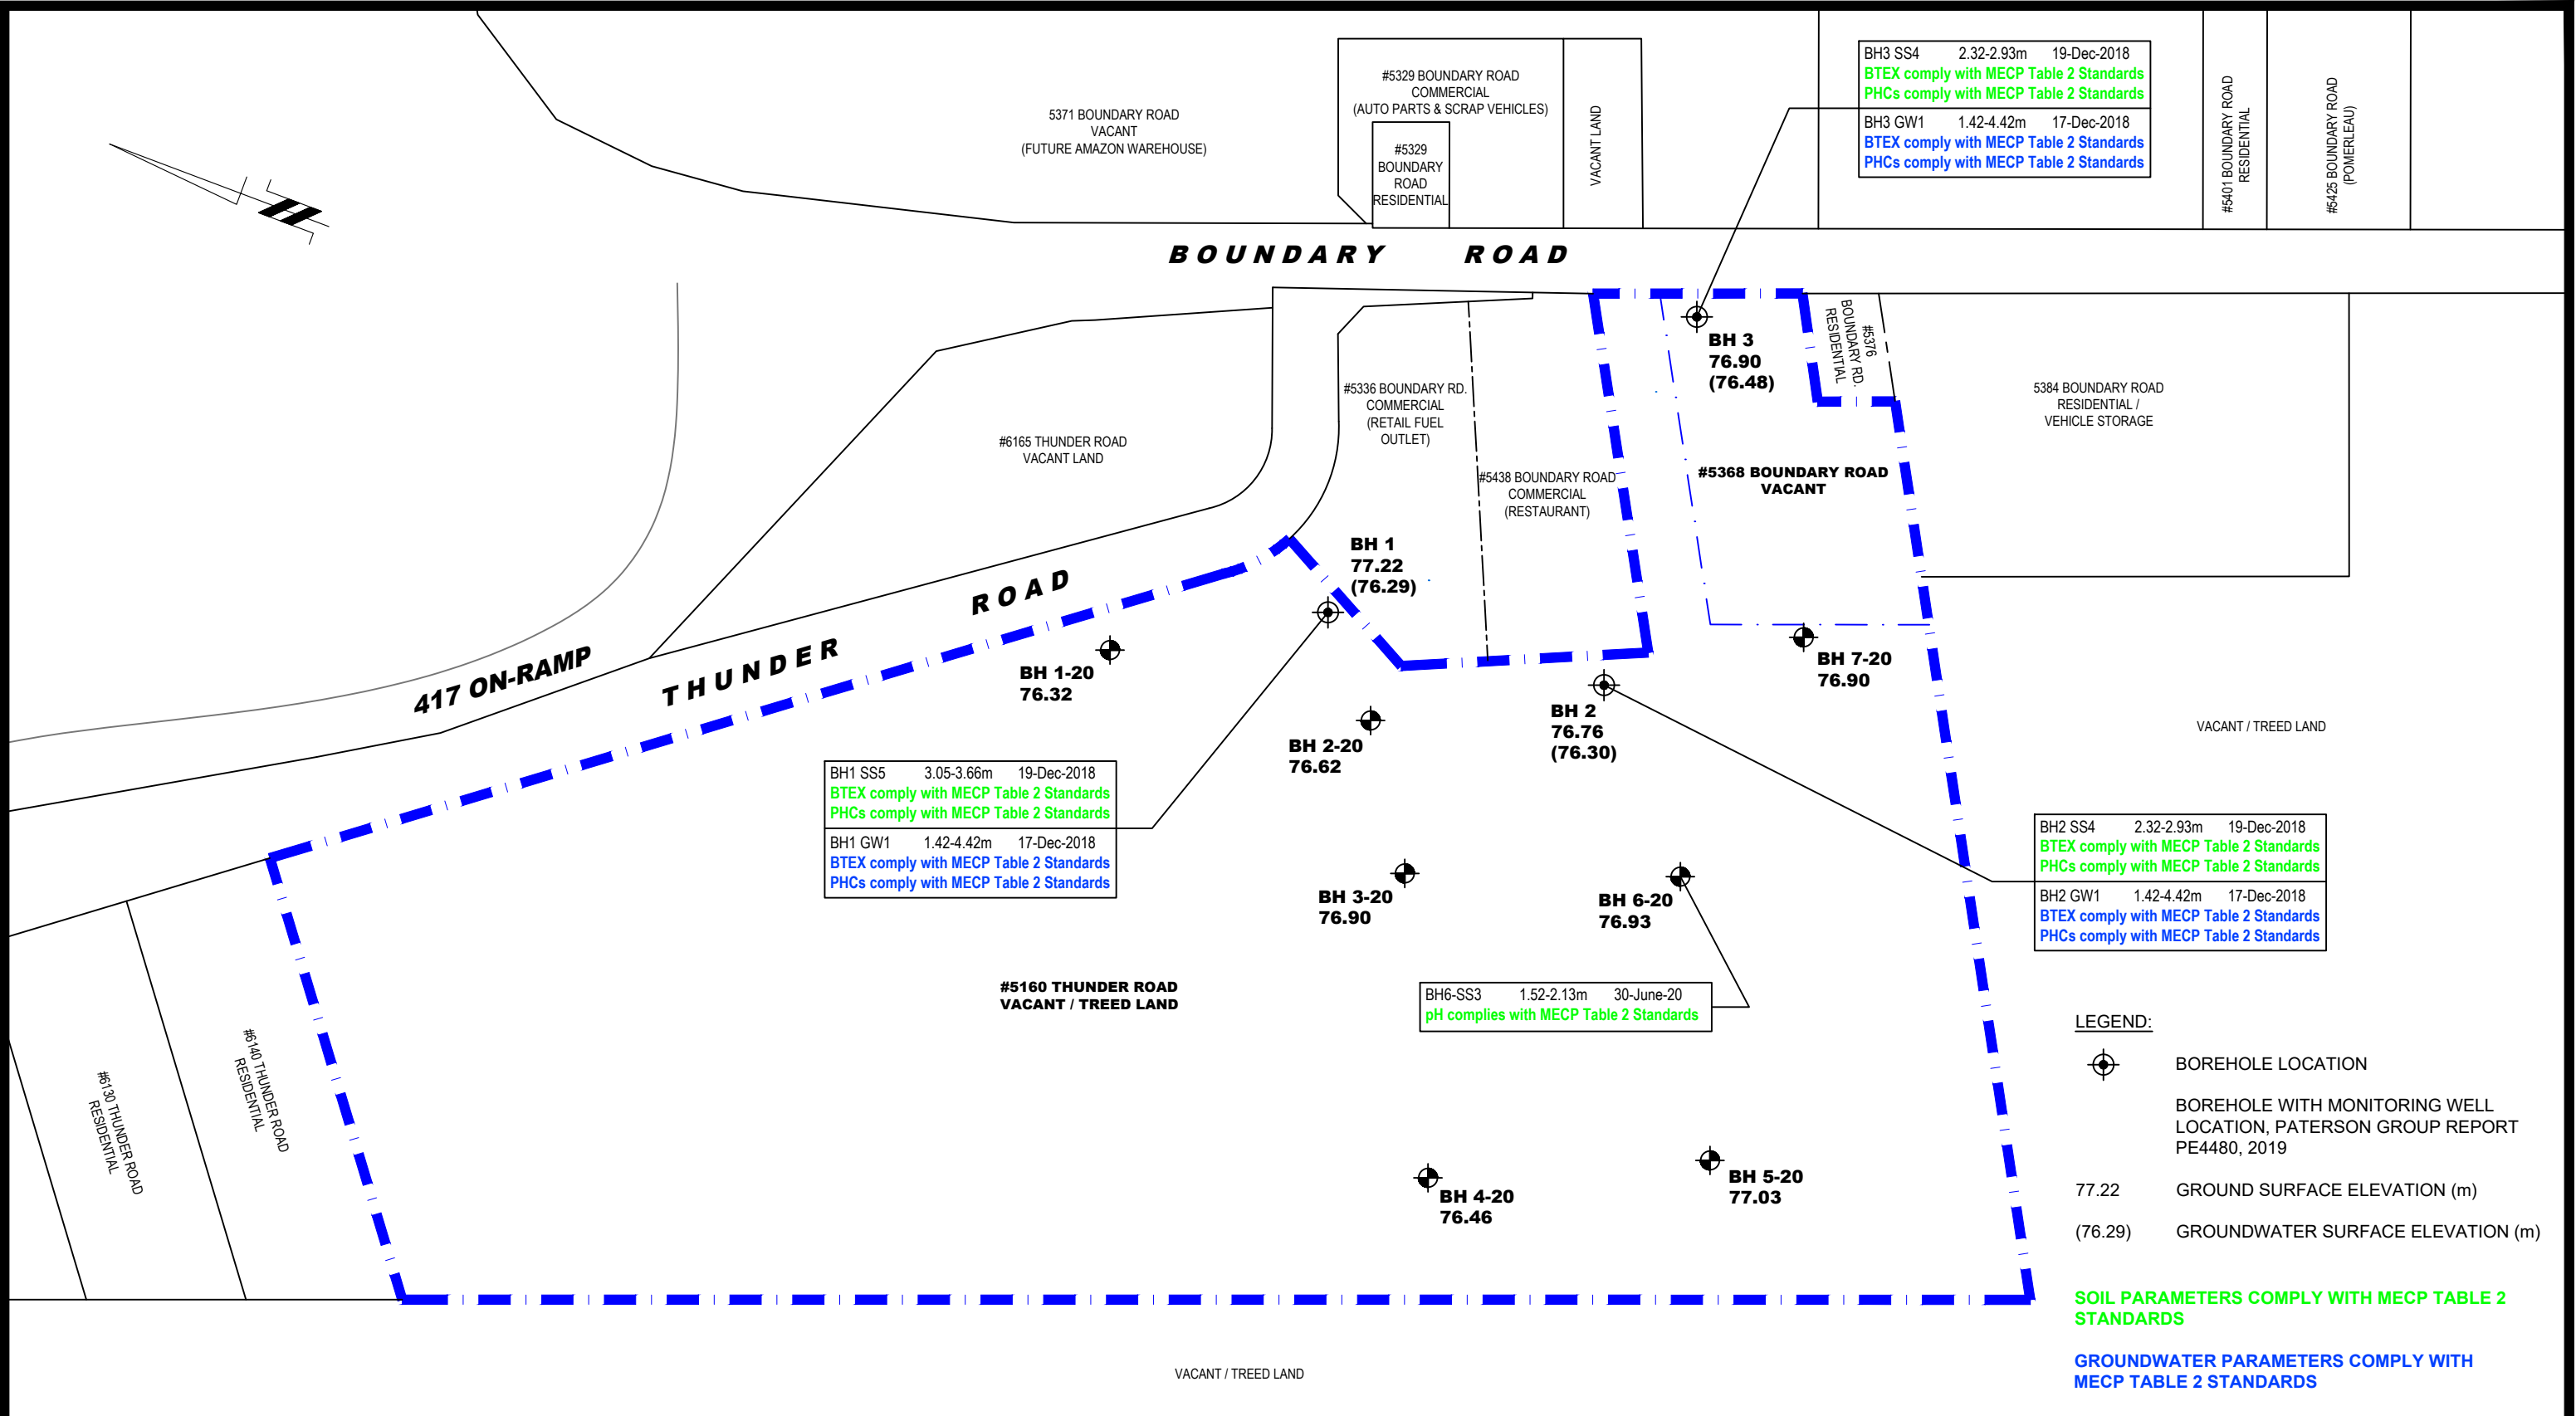 5371 BOUNDARY ROAD
VACANT
(FUTURE AMAZON WAREHOUSE)
#5329 BOUNDARY ROAD
COMMERCIAL
(AUTO PARTS & SCRAP VEHICLES)
#5329
BOUNDARY
ROAD
RESIDENTIAL
VACANT LAND
BH3 SS4 2.32-2.93m 19-Dec-2018
BTEX comply with MECP Table 2 Standards
PHCs comply with MECP Table 2 Standards
BH3 GW1 1.42-4.42m 17-Dec-2018
BTEX comply with MECP Table 2 Standards
PHCs comply with MECP Table 2 Standards
#5401 BOUNDARY ROAD
RESIDENTIAL
#5425 BOUNDARY ROAD
(POMERLEAU)
BOUNDARY ROAD
BH 3
76.90
(76.48)
#5376
BOUNDARY RD.
RESIDENTIAL
5384 BOUNDARY ROAD
RESIDENTIAL /
VEHICLE STORAGE
#5336 BOUNDARY RD.
COMMERCIAL
(RETAIL FUEL
OUTLET)
#6165 THUNDER ROAD
VACANT LAND
#5438 BOUNDARY ROAD
COMMERCIAL
(RESTAURANT)
#5368 BOUNDARY ROAD
VACANT
BH 1
77.22
(76.29)
417 ON-RAMP
THUNDER ROAD
BH 1-20
76.32
BH 2-20
76.62
BH 2
76.76
(76.30)
BH 7-20
76.90
VACANT / TREED LAND
BH1 SS5 3.05-3.66m 19-Dec-2018
BTEX comply with MECP Table 2 Standards
PHCs comply with MECP Table 2 Standards
BH1 GW1 1.42-4.42m 17-Dec-2018
BTEX comply with MECP Table 2 Standards
PHCs comply with MECP Table 2 Standards
BH2 SS4 2.32-2.93m 19-Dec-2018
BTEX comply with MECP Table 2 Standards
PHCs comply with MECP Table 2 Standards
BH2 GW1 1.42-4.42m 17-Dec-2018
BTEX comply with MECP Table 2 Standards
PHCs comply with MECP Table 2 Standards
BH 3-20
76.90
BH 6-20
76.93
#5160 THUNDER ROAD
VACANT / TREED LAND
BH6-SS3 1.52-2.13m 30-June-20
pH complies with MECP Table 2 Standards
#6130 THUNDER ROAD
RESIDENTIAL
#6140 THUNDER ROAD
RESIDENTIAL
BH 4-20
76.46
BH 5-20
77.03
LEGEND:
BOREHOLE LOCATION
BOREHOLE WITH MONITORING WELL
LOCATION, PATERSON GROUP REPORT
PE4480, 2019
77.22 GROUND SURFACE ELEVATION (m)
(76.29) GROUNDWATER SURFACE ELEVATION (m)
SOIL PARAMETERS COMPLY WITH MECP TABLE 2
STANDARDS
GROUNDWATER PARAMETERS COMPLY WITH
MECP TABLE 2 STANDARDS
VACANT / TREED LAND